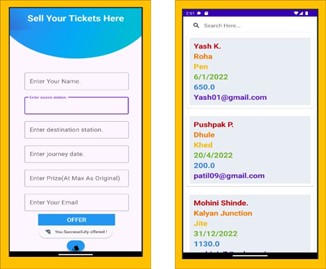 Sell Your Tickets Here
Enter Your Name.
Enter source station.
Enter destination station.
Enter journey date.
Enter Prize(At Max As Original)
Enter Your Email
OFFER
You Successfully offered !
Search Here...
Yash K.
Roha
Pen
6/1/2022
650.0
Yash01@gmail.com
Pushpak P.
Dhule
Khed
20/4/2022
200.0
patil09@gmail.com
Mohini Shinde.
Kalyan Junction
Jite
31/12/2022
1130.0